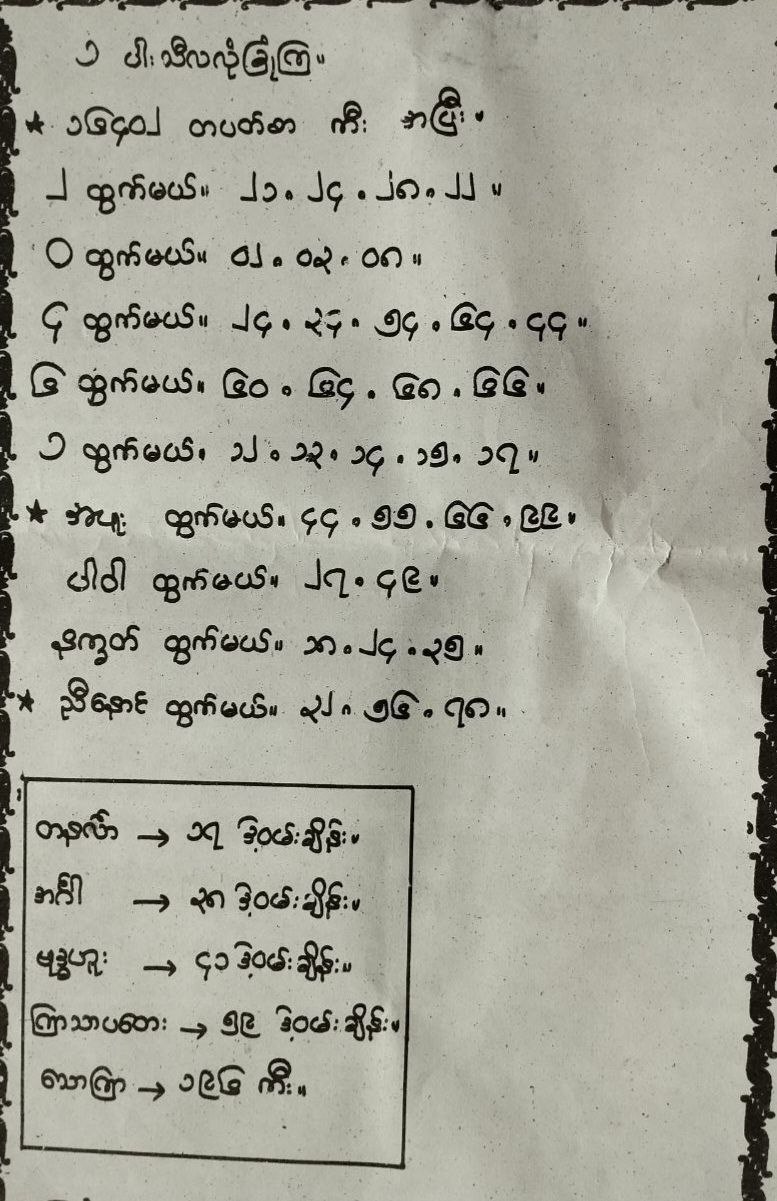 ၁ ပါး သီလလုံခြုံကြ။
★ ၁၆၄၀၂ တပတ်စာ ကီး အပြီး။
၂ ထွက်မယ်။ ၂၁။ ၂၄။ ၂၈။ ၂၂။
၀ ထွက်မယ်။ ၀၂။ ၀၃။ ၀၈။
၄ ထွက်မယ်။ ၂၄။ ၃၄။ ၅၄။ ၆၄။ ၄၄။
၆ ထွက်မယ်။ ၆၀။ ၆၄။ ၆၈။ ၆၆။
၁ ထွက်မယ်။ ၁၂။ ၁၃။ ၁၄။ ၁၅။ ၁၇။
★ အပူး ထွက်မယ်။ ၄၄။ ၅၅။ ၆၆။ ၉၉။
ပါဝါ ထွက်မယ်။ ၂၇။ ၄၉။
နက္ခတ် ထွက်မယ်။ ၁၈။ ၂၄။ ၃၅။
★ ညီနောင် ထွက်မယ်။ ၃၂။ ၅၆။ ၇၈။
တနင်္လာ → ၁၇ ဒဲ့ဝမ်းချိန်း။
အင်္ဂါ → ၃၈ ဒဲ့ဝမ်းချိန်း။
ဗုဒ္ဓဟူး → ၄၁ ဒဲ့ဝမ်းချိန်း။
ကြာသာပတေး → ၅၉ ဒဲ့ဝမ်းချိန်း။
သောကြာ → ၁၉၆ ကီး။